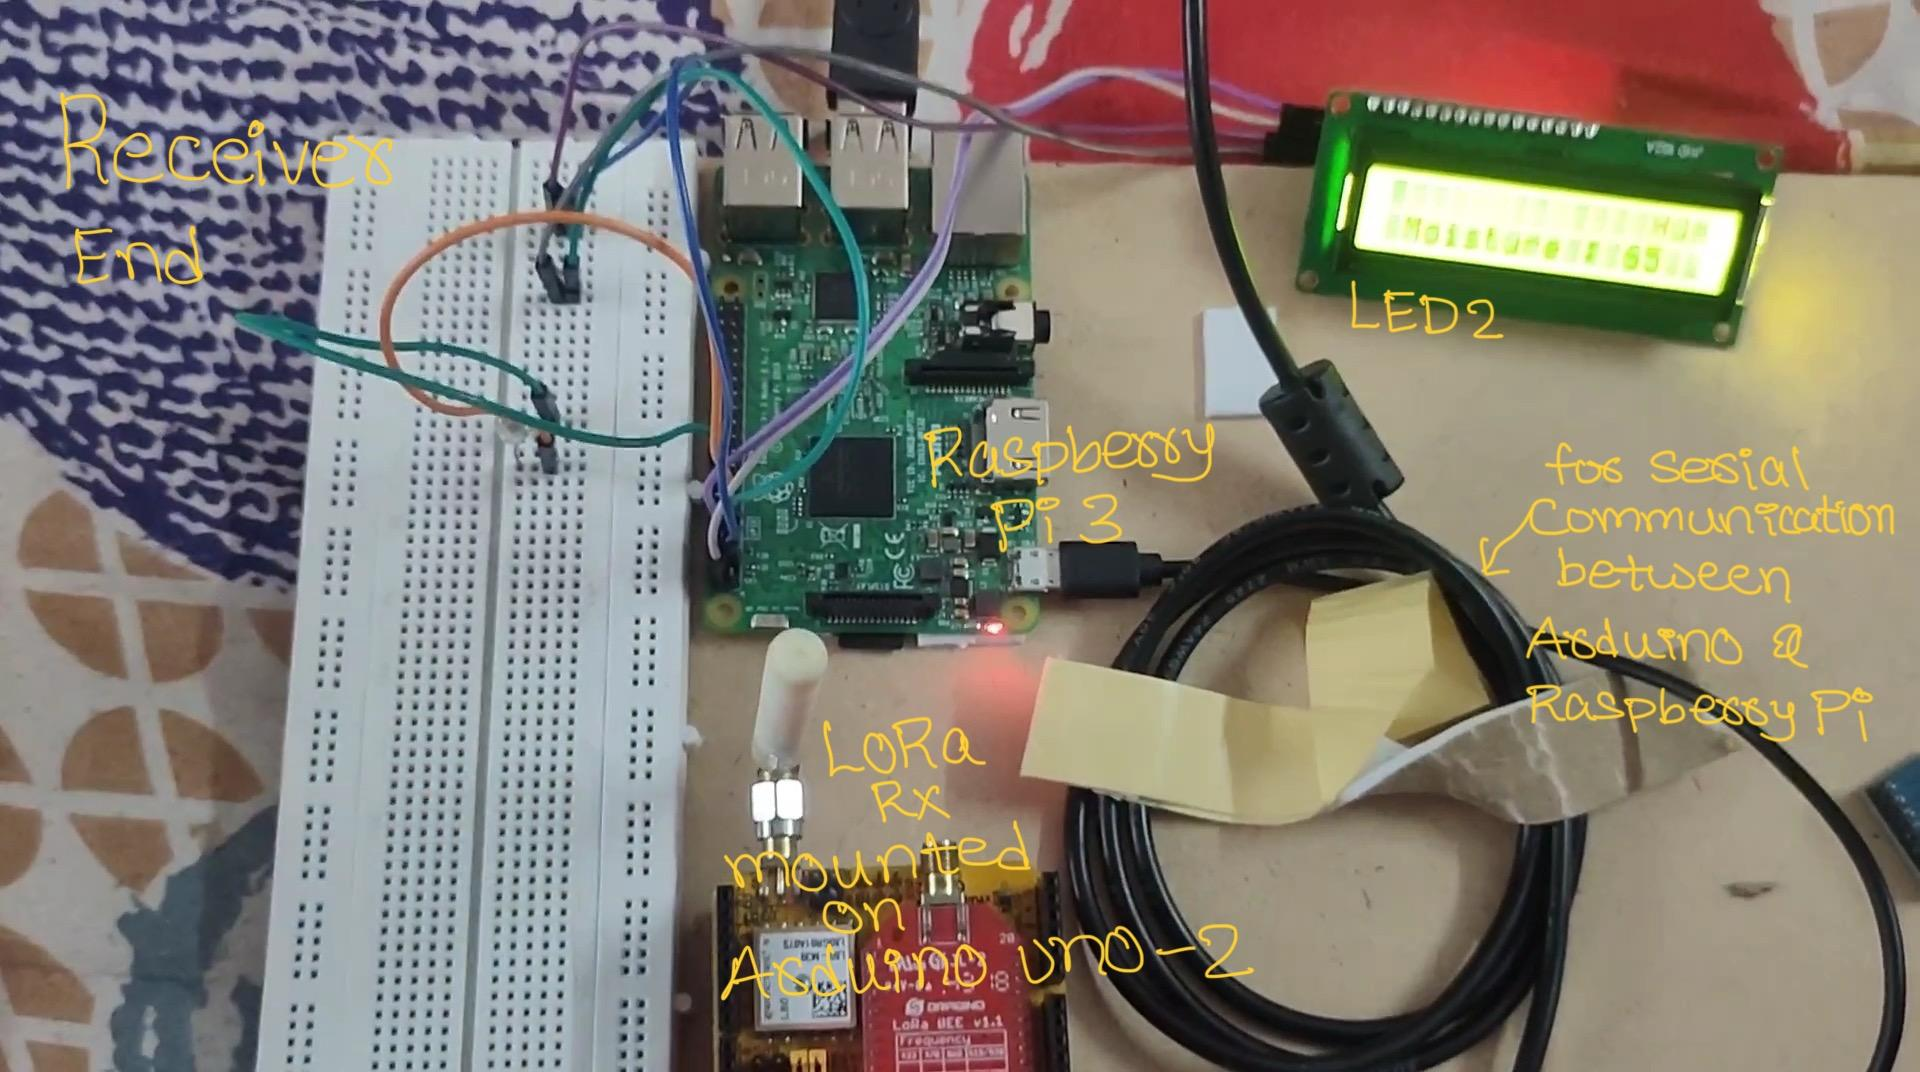 Receiver
End
LED2
Moisture : 65
Raspberry
Pi 3
for serial
Communication
between
Arduino &
Raspberry Pi
LoRa
Rx
mounted
on
Arduino uno-2
DRAGINO
LoRa BEE v1.1
Frequency